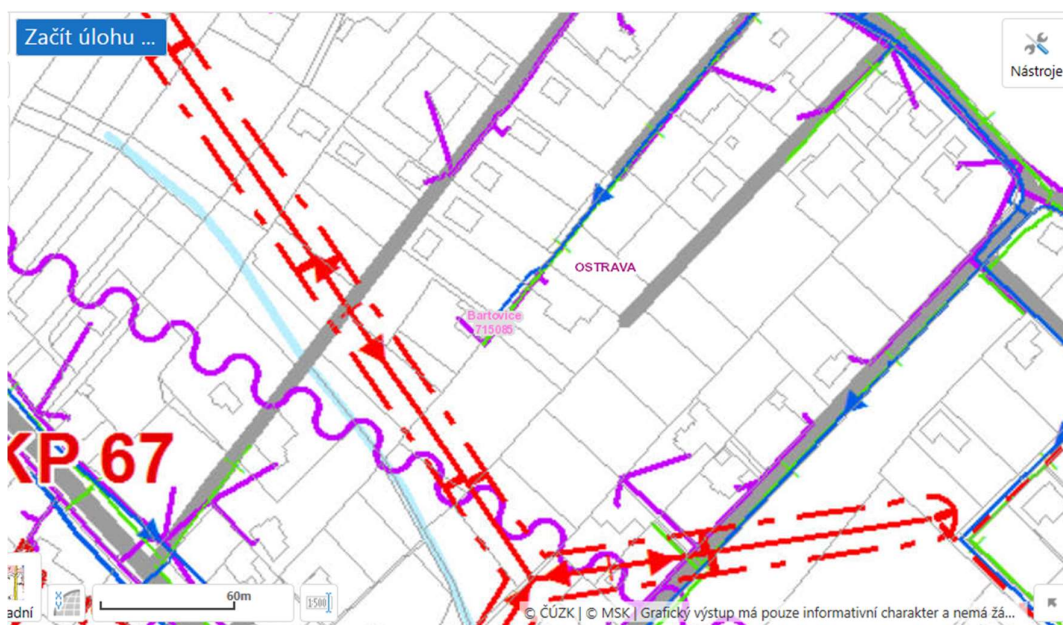 Začít úlohu ...
Nástroje
OSTRAVA
Bartovice
715085
KP 67
adní
60m
1:500
© ČÚZK | © MSK | Grafický výstup má pouze informativní charakter a nemá žá...